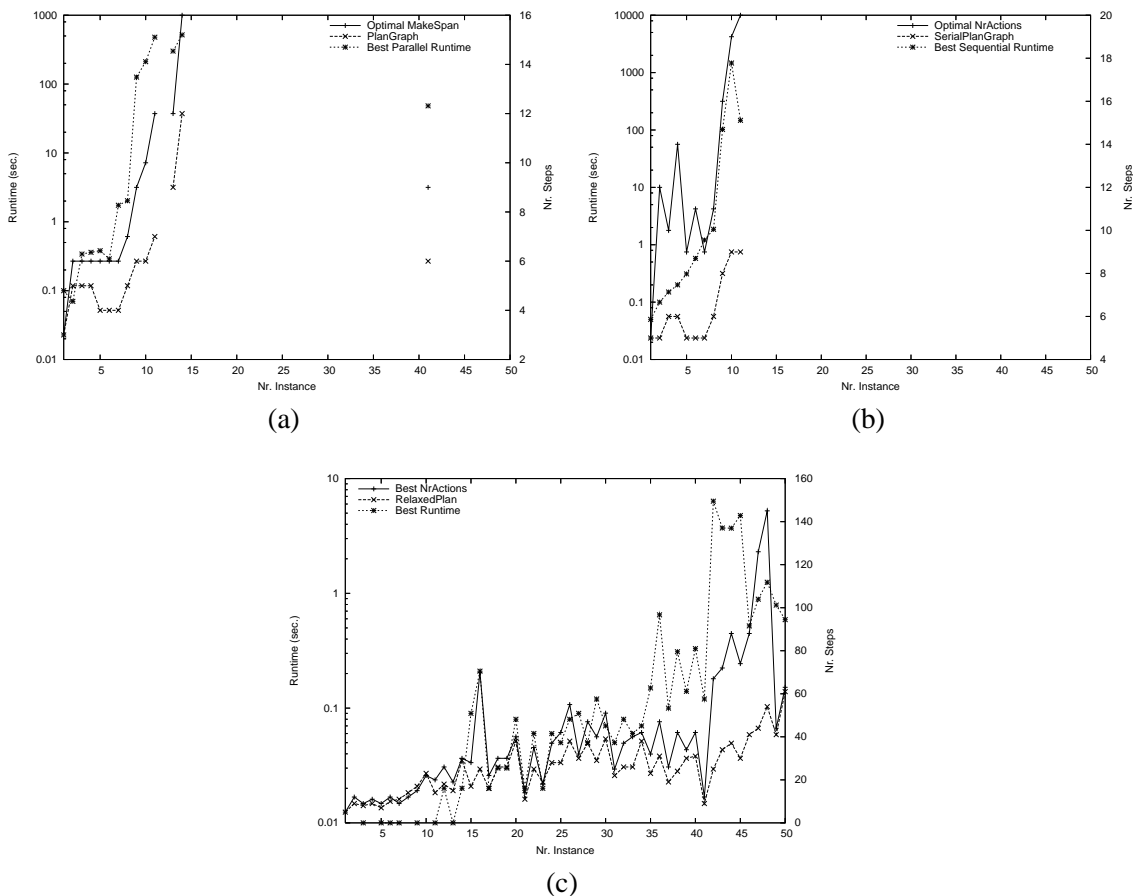 Optimal MakeSpan
PlanGraph
Best Parallel Runtime
1000
100
10
1
0.1
0.01
Runtime (sec.)
16
14
12
10
8
6
4
2
Nr. Steps
5 10 15 20 25 30 35 40 45 50
Nr. Instance
(a)
Optimal NrActions
SerialPlanGraph
Best Sequential Runtime
10000
1000
100
10
1
0.1
0.01
Runtime (sec.)
20
18
16
14
12
10
8
6
4
Nr. Steps
5 10 15 20 25 30 35 40 45 50
Nr. Instance
(b)
Best NrActions
RelaxedPlan
Best Runtime
10
1
0.1
0.01
Runtime (sec.)
160
140
120
100
80
60
40
20
0
Nr. Steps
5 10 15 20 25 30 35 40 45 50
Nr. Instance
(c)